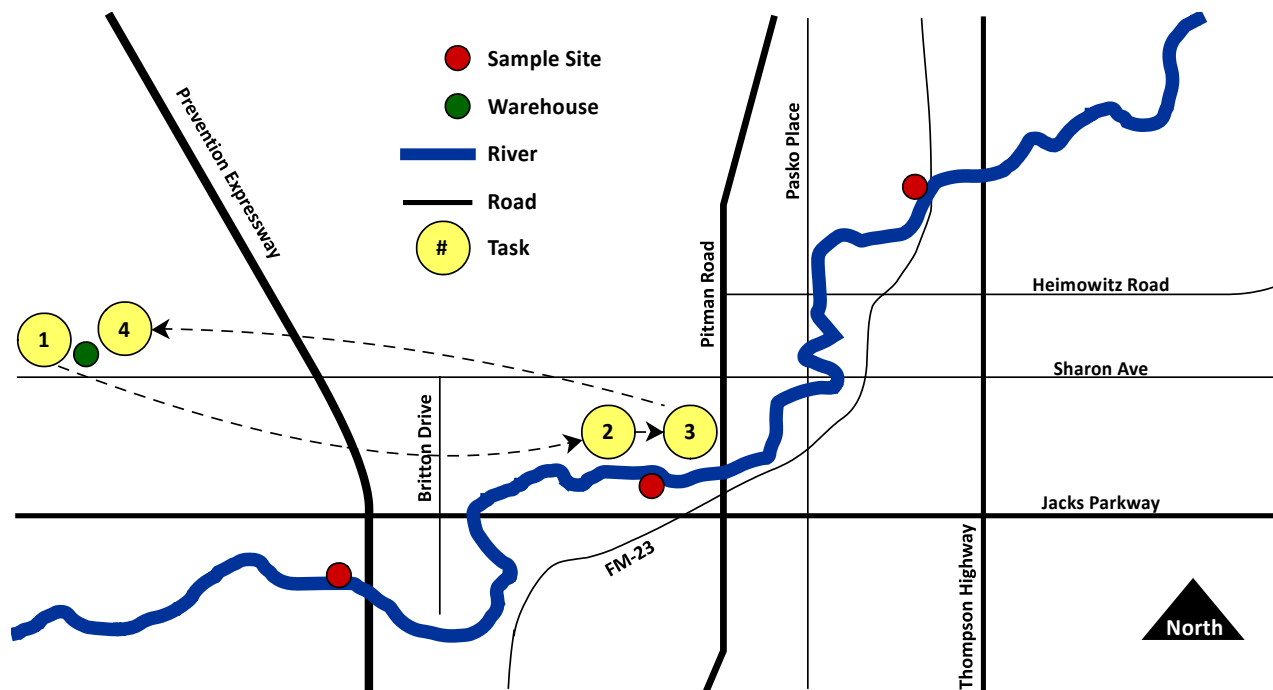 Sample Site
Warehouse
River
Road
#
Task
Prevention Expressway
Pasko Place
Pitman Road
Heimowitz Road
1
4
Sharon Ave
Britton Drive
2
3
Jacks Parkway
FM-23
Thompson Highway
North